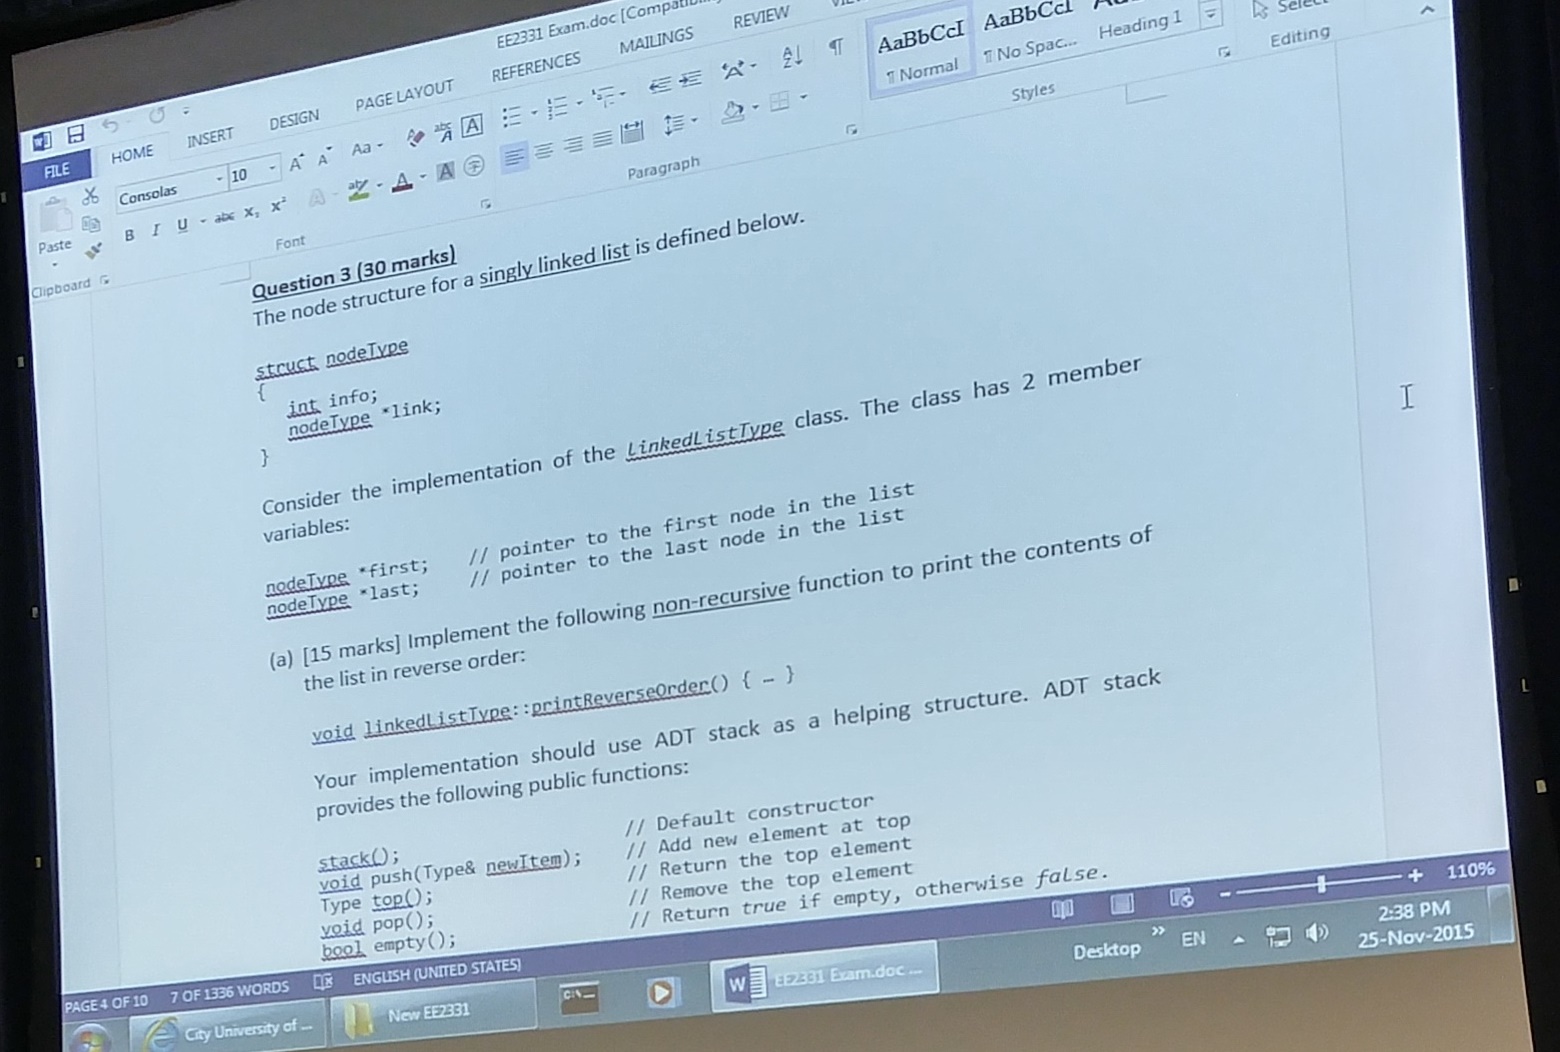 EE2331 Exam.doc [Compatibility
FILE
HOME
INSERT
DESIGN
PAGE LAYOUT
REFERENCES
MAILINGS
REVIEW
Paste
Clipboard
Consolas
10
Font
Paragraph
AaBbCcI
¶ Normal
AaBbCcI
¶ No Spac...
Heading 1
Styles
Select
Editing
Question 3 (30 marks)
The node structure for a singly linked list is defined below.
struct nodeType
{
int info;
nodeType *link;
}
Consider the implementation of the LinkedListType class. The class has 2 member
variables:
nodeType *first; // pointer to the first node in the list
nodeType *last; // pointer to the last node in the list
(a) [15 marks] Implement the following non-recursive function to print the contents of
the list in reverse order:
void linkedListType::printReverseOrder() { … }
Your implementation should use ADT stack as a helping structure. ADT stack
provides the following public functions:
stack(); // Default constructor
void push(Type& newItem); // Add new element at top
Type top(); // Return the top element
void pop(); // Remove the top element
bool empty(); // Return true if empty, otherwise false.
PAGE 4 OF 10 7 OF 1336 WORDS ENGLISH (UNITED STATES) 110%
City University of ...
New EE2331
EE2331 Exam.doc ...
Desktop
EN
2:38 PM
25-Nov-2015